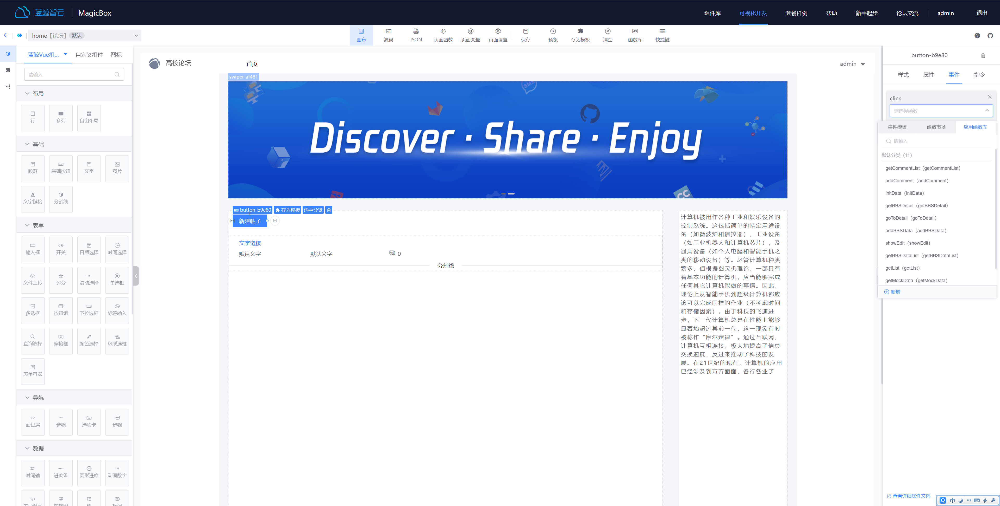 蓝鲸智云 MagicBox
组件库 可视化开发 套餐样例 帮助 新手起步 论坛交流 admin 退出
home【论坛】 默认
画布 源码 JSON 页面函数 页面变量 页面设置 保存 预览 存为模板 清空 函数库 快捷键
蓝鲸Vue组... 自定义组件 图标
请输入
布局
行 多列 自由布局
基础
段落 基础按钮 文字 图片
文字链接 分割线
表单
输入框 开关 日期选择 时间选择
文件上传 评分 滑动选择 单选框
多选框 按钮组 下拉选框 标签输入
查询选择 穿梭框 颜色选择 级联选框
表单容器
导航
面包屑 步骤 选项卡 步骤
数据
时间轴 进度条 圆形进度 动画数字
差异对比 轮播图 树 标记
高校论坛 首页 admin
swiper-af481
SMS
Discover · Share · Enjoy
CC
button-b9e80 存为模板 选中父级
新建帖子
文字链接
默认文字 默认文字 0
分割线
计算机被用作各种工业和娱乐设备的
控制系统。这包括简单的特定用途设
备（如微波炉和遥控器）、工业设备
（如工业机器人和计算机芯片），及
通用设备（如个人电脑和智能手机之
类的移动设备）等。尽管计算机种类
繁多，但根据图灵机理论，一部具有
着基本功能的计算机，应当能够完成
任何其它计算机能做的事情。因此，
理论上从智能手机到超级计算机都应
该可以完成同样的作业（不考虑时间
和存储因素）。由于科技的飞速进
步，下一代计算机总是在性能上能够
显著地超过其前一代，这一现象有时
被称作“摩尔定律”。通过互联网，
计算机互相连接，极大地提高了信息
交换速度，反过来推动了科技的发
展。在21世纪的现在，计算机的应用
已经涉及到方方面面，各行各业了
button-b9e80
样式 属性 事件 指令
click
请选择函数
事件模板 函数市场 应用函数库
请输入
默认分类（11）
getCommentList（getCommentList）
addComment（addComment）
initData（initData）
getBBSDetail（getBBSDetail）
goToDetail（goToDetail）
addBBSData（addBBSData）
showEdit（showEdit）
getBBSDataList（getBBSDataList）
getList（getList）
getMockData（getMockData）
新增
查看详细属性文档
中